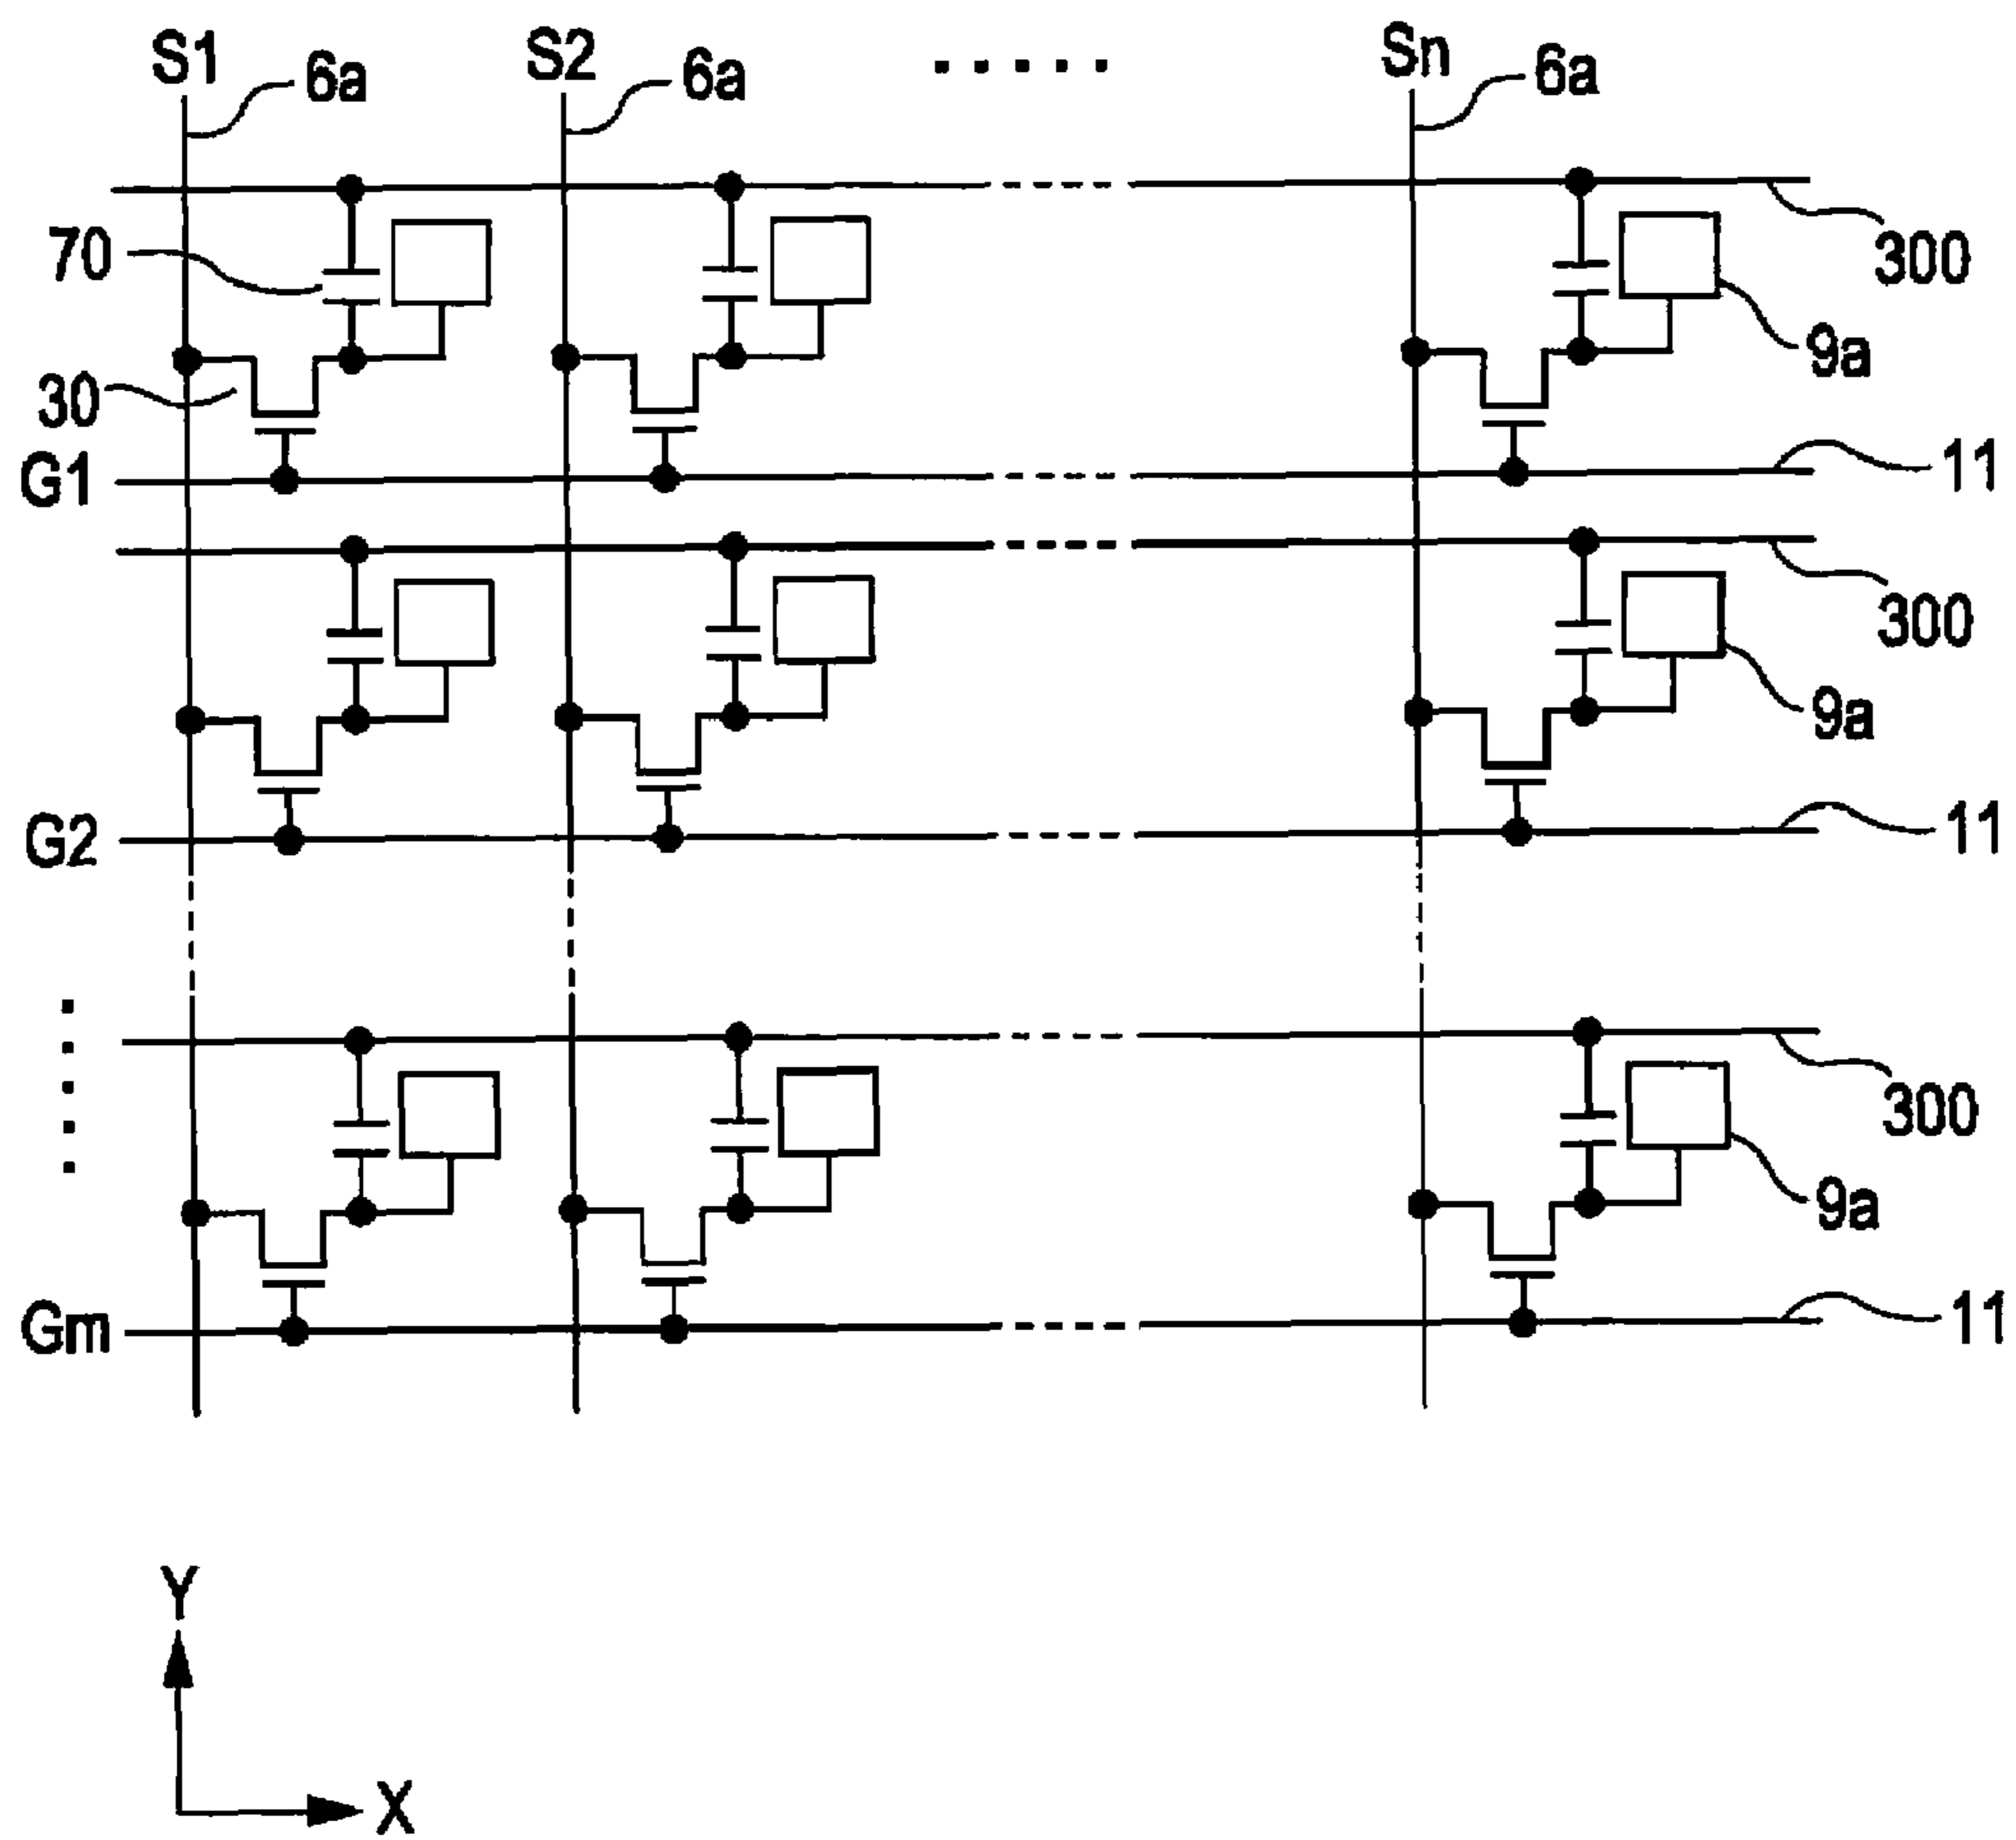 S1 6a S2 6a ..... Sn 6a
300
70
9a
30
G1 11
300
9a
G2 11
.....
300
9a
Gm 11
Y
X